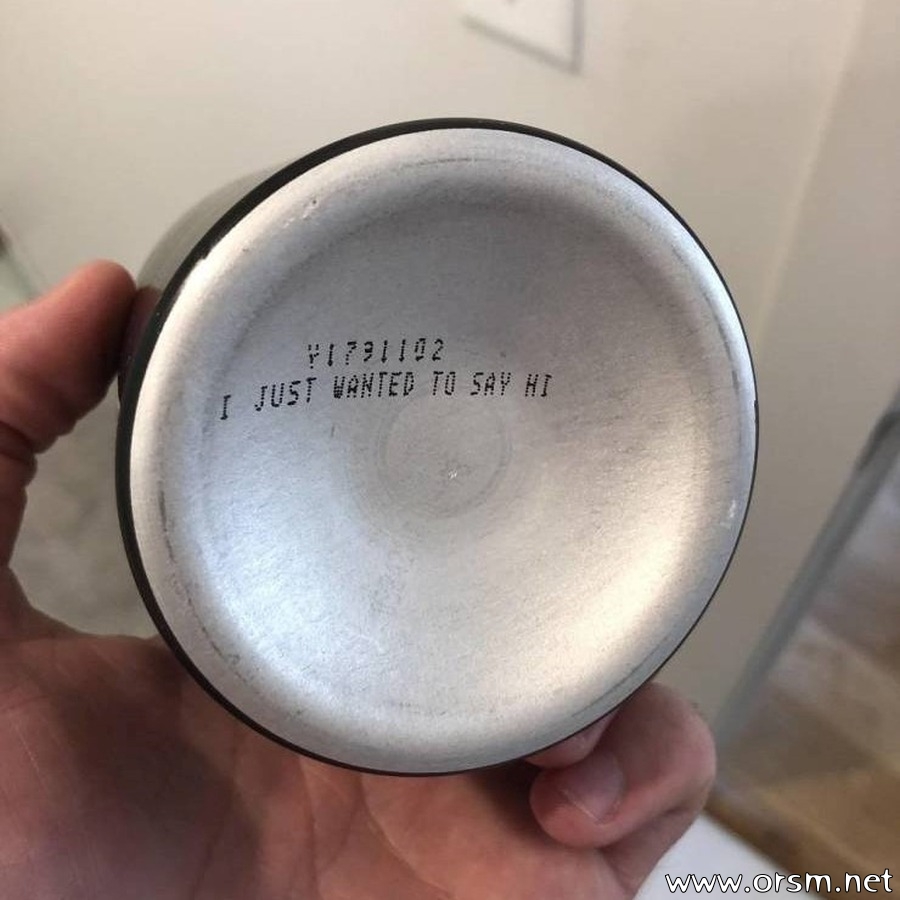 Y1791102
I JUST WANTED TO SAY HI
www.orsm.net